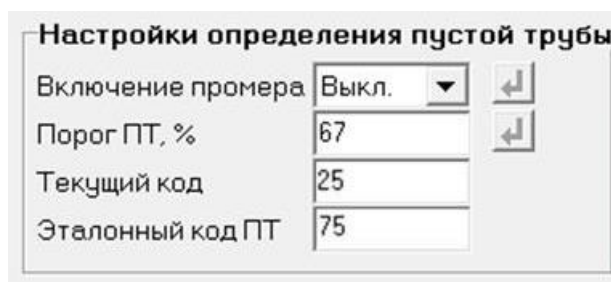 Настройки определения пустой трубы
Включение промера Выкл.
Порог ПТ, % 67
Текущий код 25
Эталонный код ПТ 75